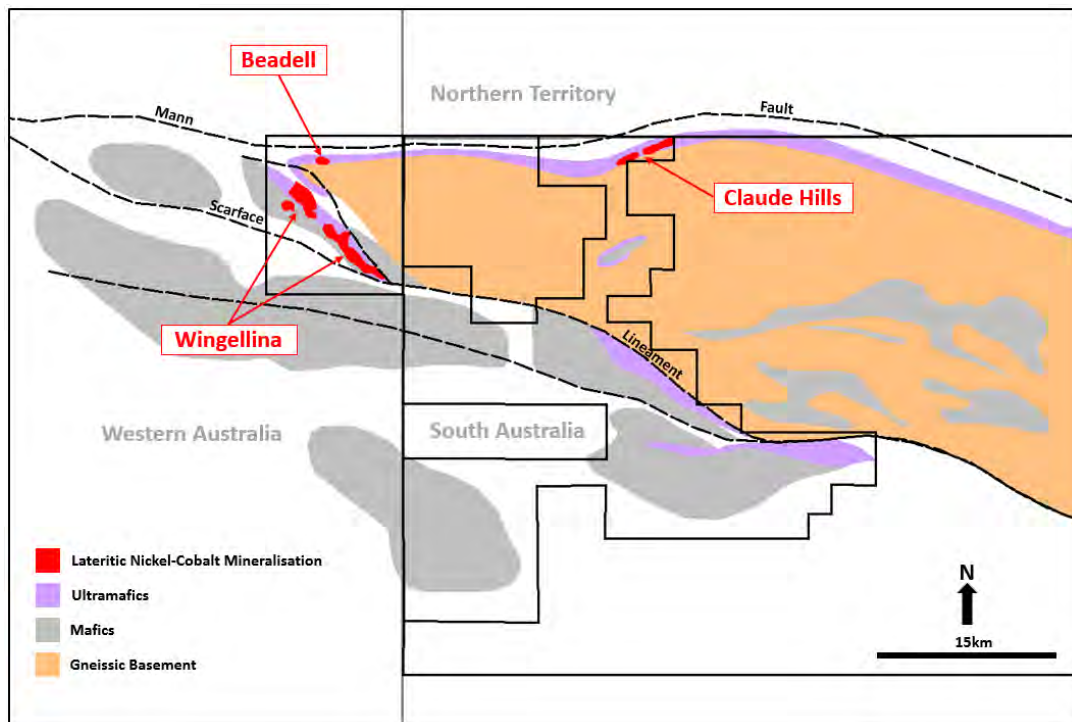 Beadell
Northern Territory
Mann
Fault
Claude Hills
Scarface
Wingellina
Lineament
Western Australia
South Australia
Lateritic Nickel-Cobalt Mineralisation
Ultramafics
Mafics
Gneissic Basement
N
15km